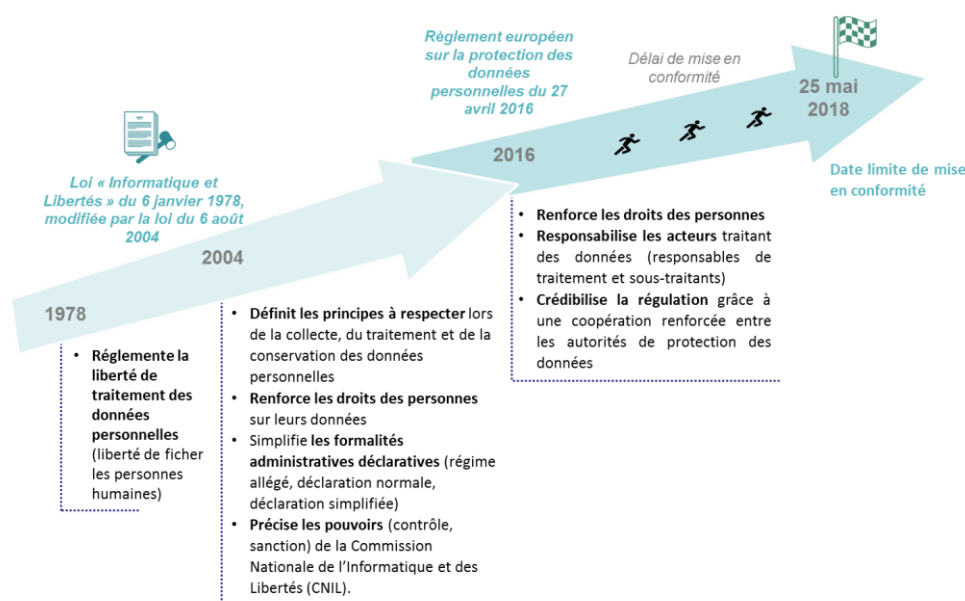 Règlement européen
sur la protection des
données
personnelles du 27
avril 2016
Délai de mise en
conformité
25 mai
2018
2016
Date limite de mise
en conformité
Loi « Informatique et
Libertés » du 6 janvier 1978,
modifiée par la loi du 6 août
2004
2004
1978
• Réglemente la
liberté de
traitement des
données
personnelles
(liberté de ficher
les personnes
humaines)
• Définit les principes à respecter lors
de la collecte, du traitement et de la
conservation des données
personnelles
• Renforce les droits des personnes
sur leurs données
• Simplifie les formalités
administratives déclaratives (régime
allégé, déclaration normale,
déclaration simplifiée)
• Précise les pouvoirs (contrôle,
sanction) de la Commission
Nationale de l’Informatique et des
Libertés (CNIL).
• Renforce les droits des personnes
• Responsabilise les acteurs traitant
des données (responsables de
traitement et sous-traitants)
• Crédibilise la régulation grâce à
une coopération renforcée entre
les autorités de protection des
données